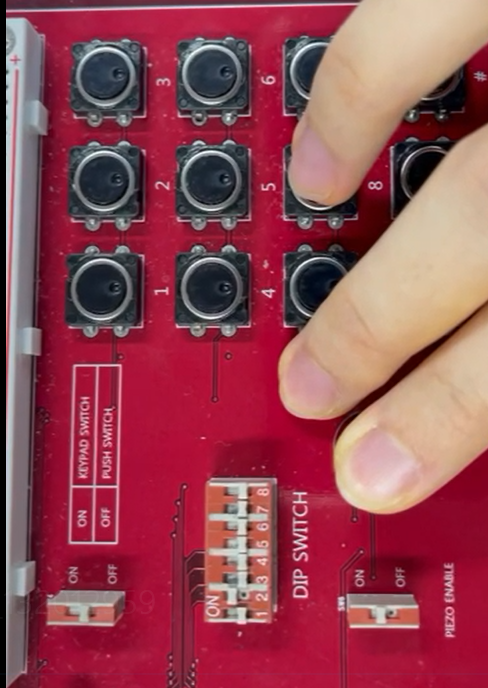 3
6
#
2
5
8
1
4
ON KEYPAD SWITCH
OFF PUSH SWITCH
ON
OFF
ON
1 2 3 4 5 6 7 8
DIP SWITCH
ON
OFF
PIEZO ENABLE
+